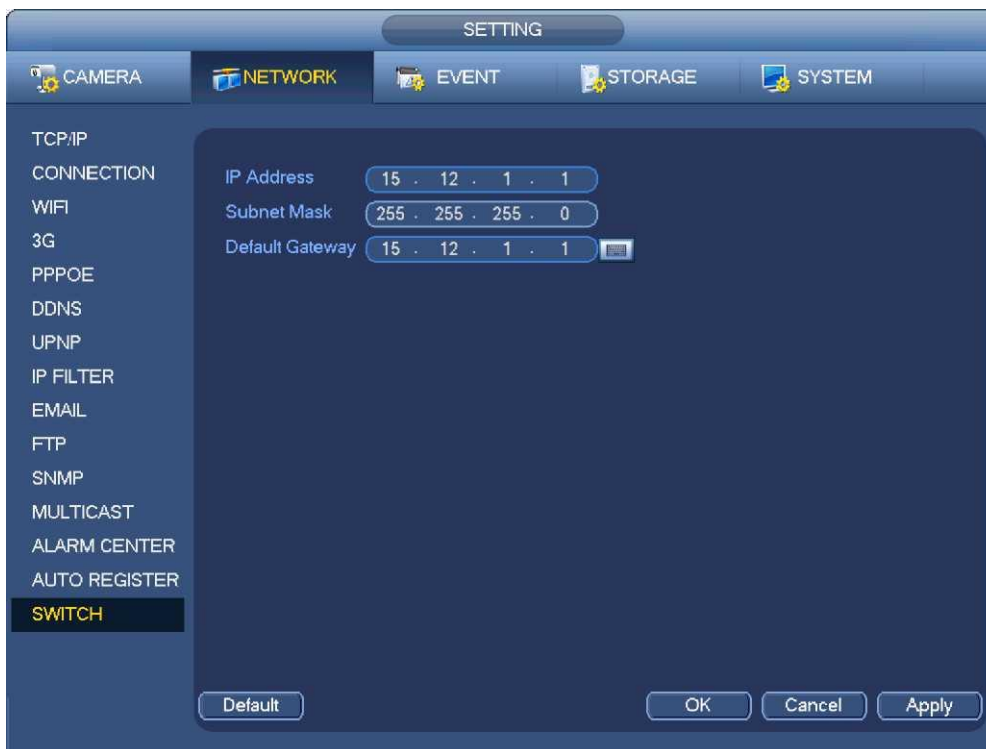 SETTING
CAMERA NETWORK EVENT STORAGE SYSTEM
TCP/IP
CONNECTION
WIFI
3G
PPPOE
DDNS
UPNP
IP FILTER
EMAIL
FTP
SNMP
MULTICAST
ALARM CENTER
AUTO REGISTER
SWITCH
IP Address 15 . 12 . 1 . 1
Subnet Mask 255 . 255 . 255 . 0
Default Gateway 15 . 12 . 1 . 1
Default OK Cancel Apply